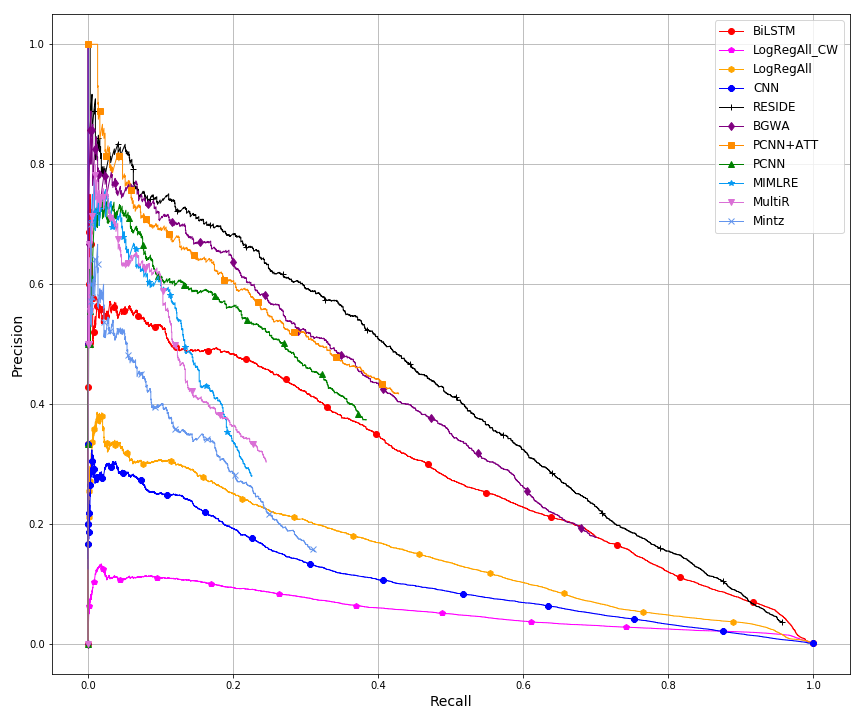 1.0
0.8
0.6
0.4
0.2
0.0
Precision
0.0 0.2 0.4 0.6 0.8 1.0
Recall
BiLSTM
LogRegAll_CW
LogRegAll
CNN
RESIDE
BGWA
PCNN+ATT
PCNN
MIMLRE
MultiR
Mintz